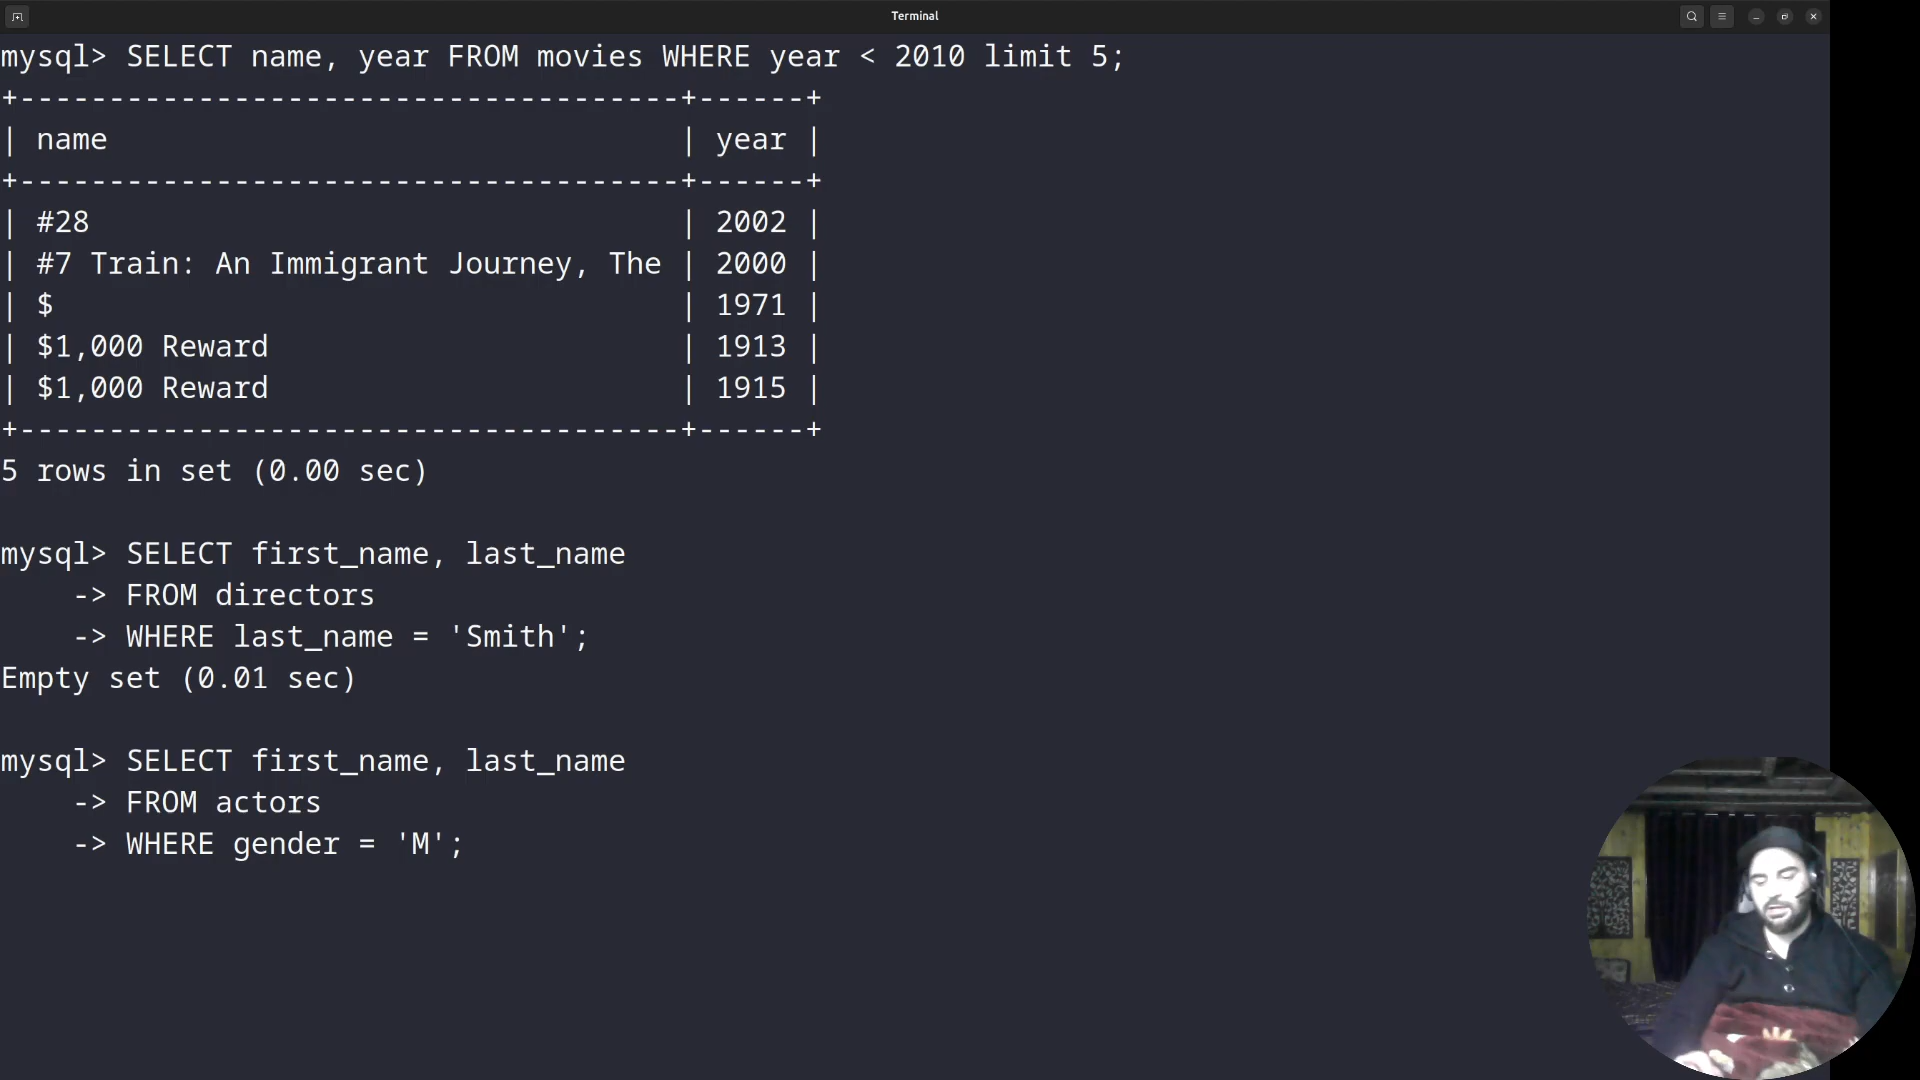 Terminal
mysql> SELECT name, year FROM movies WHERE year < 2010 limit 5;
+-------------------------------------+------+
| name                                | year |
+-------------------------------------+------+
| #28                                 | 2002 |
| #7 Train: An Immigrant Journey, The | 2000 |
| $                                   | 1971 |
| $1,000 Reward                       | 1913 |
| $1,000 Reward                       | 1915 |
+-------------------------------------+------+
5 rows in set (0.00 sec)
mysql> SELECT first_name, last_name
    -> FROM directors
    -> WHERE last_name = 'Smith';
Empty set (0.01 sec)
mysql> SELECT first_name, last_name
    -> FROM actors
    -> WHERE gender = 'M';